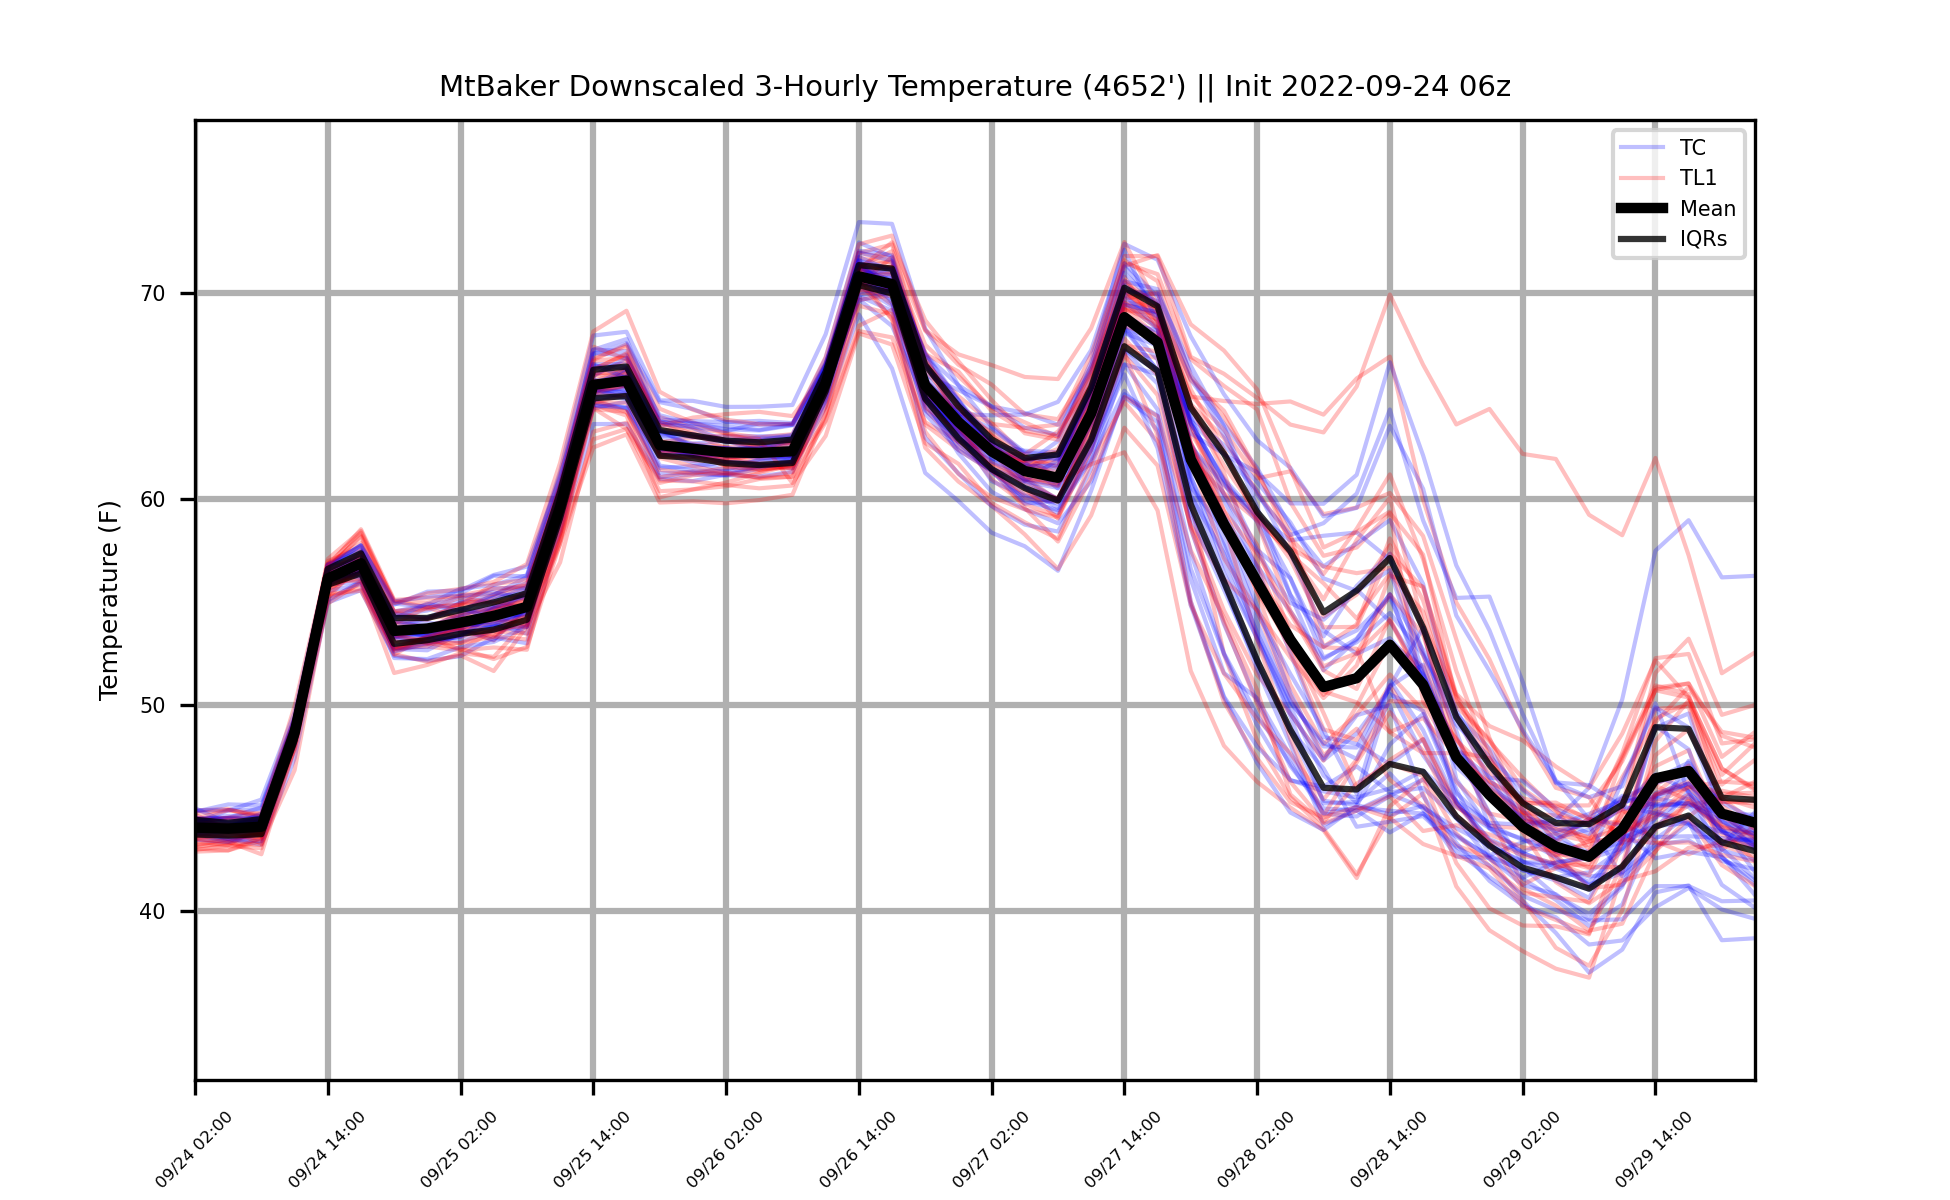 MtBaker Downscaled 3-Hourly Temperature (4652') || Init 2022-09-24 06z
TC
TL1
Mean
IQRs
Temperature (F)
70
60
50
40
09/24 02:00
09/24 14:00
09/25 02:00
09/25 14:00
09/26 02:00
09/26 14:00
09/27 02:00
09/27 14:00
09/28 02:00
09/28 14:00
09/29 02:00
09/29 14:00